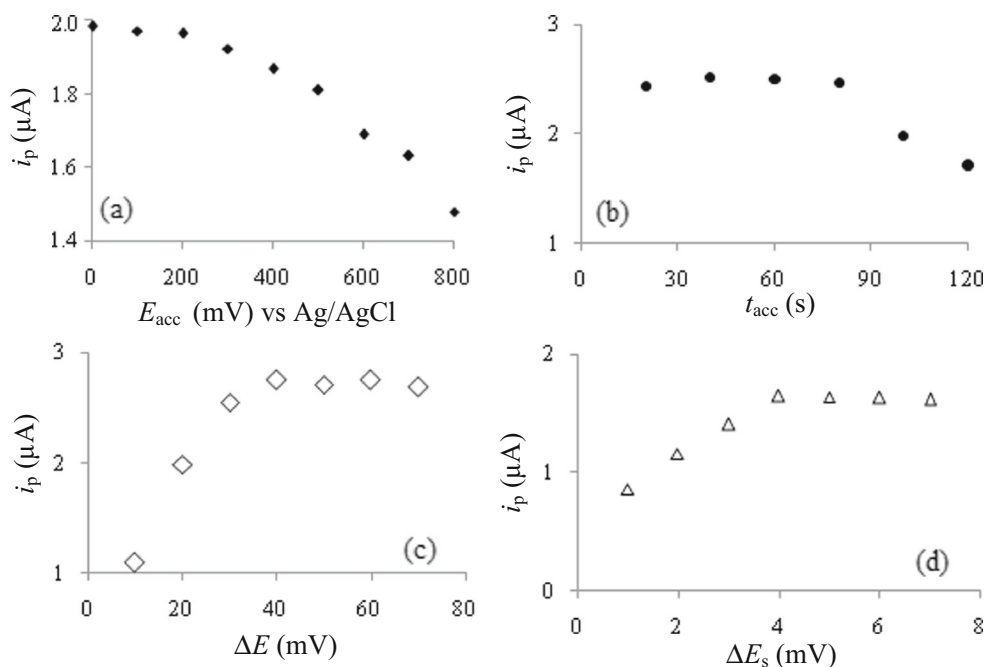 2.0
1.8
1.6
1.4
i_p (µA)
(a)
0 200 400 600 800
E_acc (mV) vs Ag/AgCl
3
2
1
i_p (µA)
(b)
0 30 60 90 120
t_acc (s)
3
2
1
i_p (µA)
(c)
0 20 40 60 80
ΔE (mV)
2
1
0
i_p (µA)
(d)
0 2 4 6 8
ΔE_s (mV)